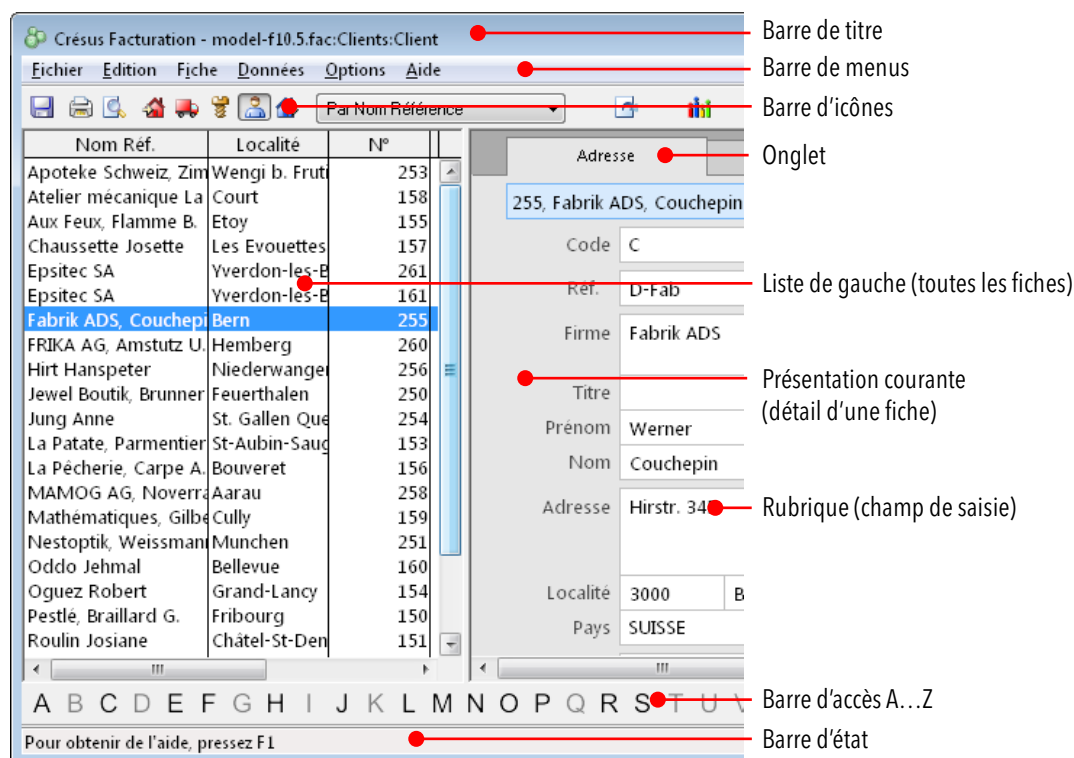 Crésus Facturation - model-f10.5.fac:Clients:Client
Barre de titre
Fichier Edition Fiche Données Options Aide
Barre de menus
Par Nom Référence
Barre d'icônes
Nom Réf. Localité N°
Adresse
Onglet
Apoteke Schweiz, Zim Wengi b. Fruti 253
Atelier mécanique La Court 158
255, Fabrik ADS, Couchepin
Aux Feux, Flamme B. Etoy 155
Chaussette Josette Les Evouettes 157
Code C
Epsitec SA Yverdon-les-B 261
Epsitec SA Yverdon-les-B 161
Réf. D-Fab
Liste de gauche (toutes les fiches)
Fabrik ADS, Couchepi Bern 255
Firme Fabrik ADS
FRIKA AG, Amstutz U. Hemberg 260
Hirt Hanspeter Niederwange 256
Présentation courante
(détail d'une fiche)
Jewel Boutik, Brunner Feuerthalen 250
Titre
Jung Anne St. Gallen Que 254
Prénom Werner
La Patate, Parmentier St-Aubin-Saug 153
La Pêcherie, Carpe A. Bouveret 156
Nom Couchepin
MAMOG AG, Noverra Aarau 258
Adresse Hirstr. 34
Rubrique (champ de saisie)
Mathématiques, Gilbe Cully 159
Nestoptik, Weissman Munchen 251
Oddo Jehmal Bellevue 160
Oguez Robert Grand-Lancy 154
Localité 3000 B
Pestlé, Braillard G. Fribourg 150
Pays SUISSE
Roulin Josiane Châtel-St-Den 151
A B C D E F G H I J K L M N O P Q R S T U V
Barre d'accès A…Z
Pour obtenir de l'aide, pressez F1
Barre d'état